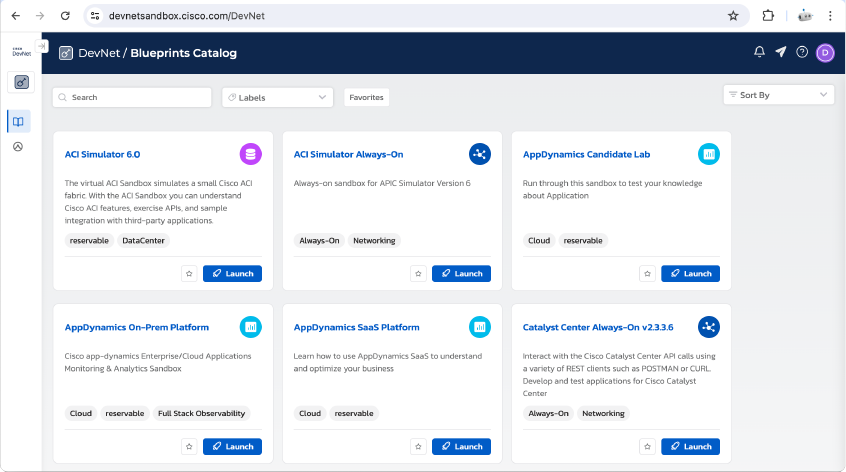 devnetsandbox.cisco.com/DevNet
CISCO
DevNet
DevNet / Blueprints Catalog
D
Search
Labels
Favorites
Sort By
ACI Simulator 6.0
The virtual ACI Sandbox simulates a small Cisco ACI
fabric. With the ACI Sandbox you can understand
Cisco ACI features, exercise APIs, and sample
integration with third-party applications.
reservable DataCenter
Launch
ACI Simulator Always-On
Always-on sandbox for APIC Simulator Version 6
Always-On Networking
Launch
AppDynamics Candidate Lab
Run through this sandbox to test your knowledge
about Application
Cloud reservable
Launch
AppDynamics On-Prem Platform
Cisco app-dynamics Enterprise/Cloud Applications
Monitoring & Analytics Sandbox
Cloud reservable Full Stack Observability
Launch
AppDynamics SaaS Platform
Learn how to use AppDynamics SaaS to understand
and optimize your business
Cloud reservable
Launch
Catalyst Center Always-On v2.3.3.6
Interact with the Cisco Catalyst Center API calls using
a variety of REST clients such as POSTMAN or CURL.
Develop and test applications for Cisco Catalyst
Center
Always-On Networking
Launch